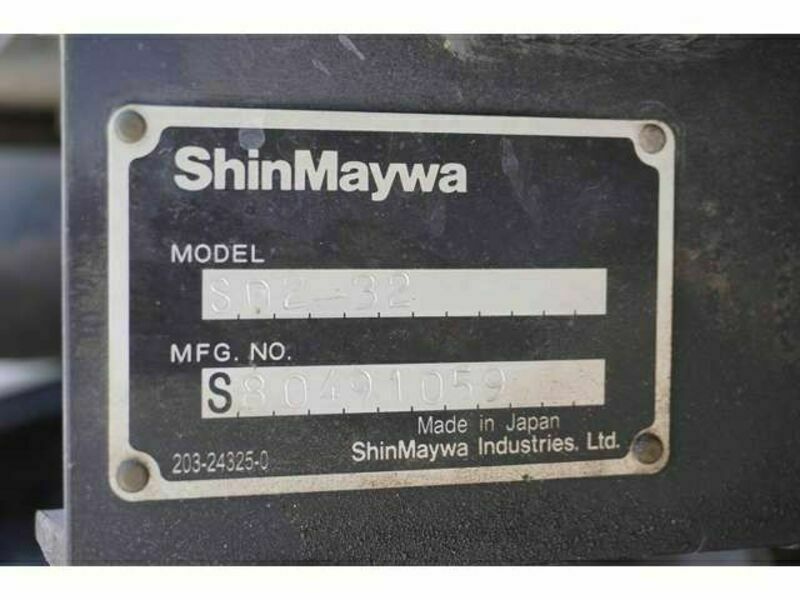 ShinMaywa
MODEL
SD2-32
MFG. NO.
S80491059
Made in Japan
203-24325-0
ShinMaywa Industries, Ltd.